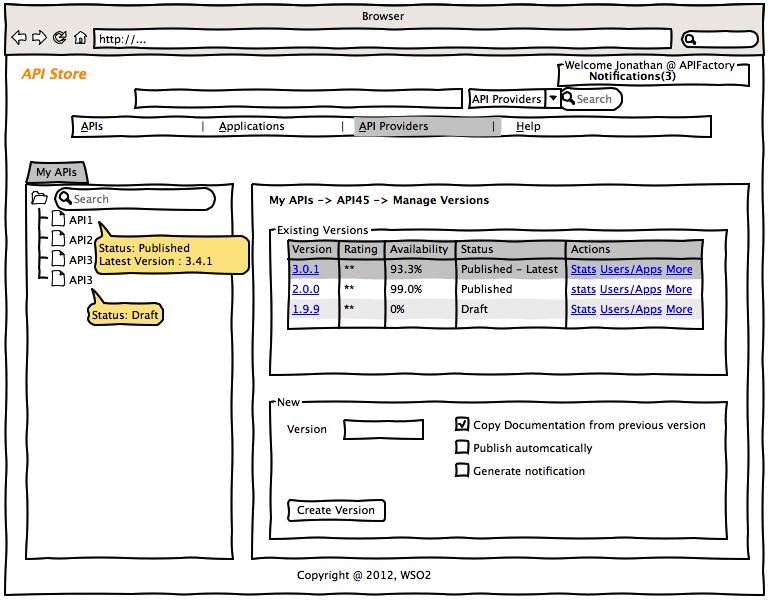 Browser
http://...
API Store
Welcome Jonathan @ APIFactory
Notifications(3)
API Providers
Search
APIs | Applications | API Providers | Help
My APIs
Search
API1
API2
API3
API3
Status: Published
Latest Version : 3.4.1
Status: Draft
My APIs -> API45 -> Manage Versions
Existing Versions
Version Rating Availability Status Actions
3.0.1 ** 93.3% Published - Latest Stats Users/Apps More
2.0.0 ** 99.0% Published stats Users/Apps More
1.9.9 ** 0% Draft Stats Users/Apps More
New
Version
Copy Documentation from previous version
Publish automcatically
Generate notification
Create Version
Copyright @ 2012, WSO2